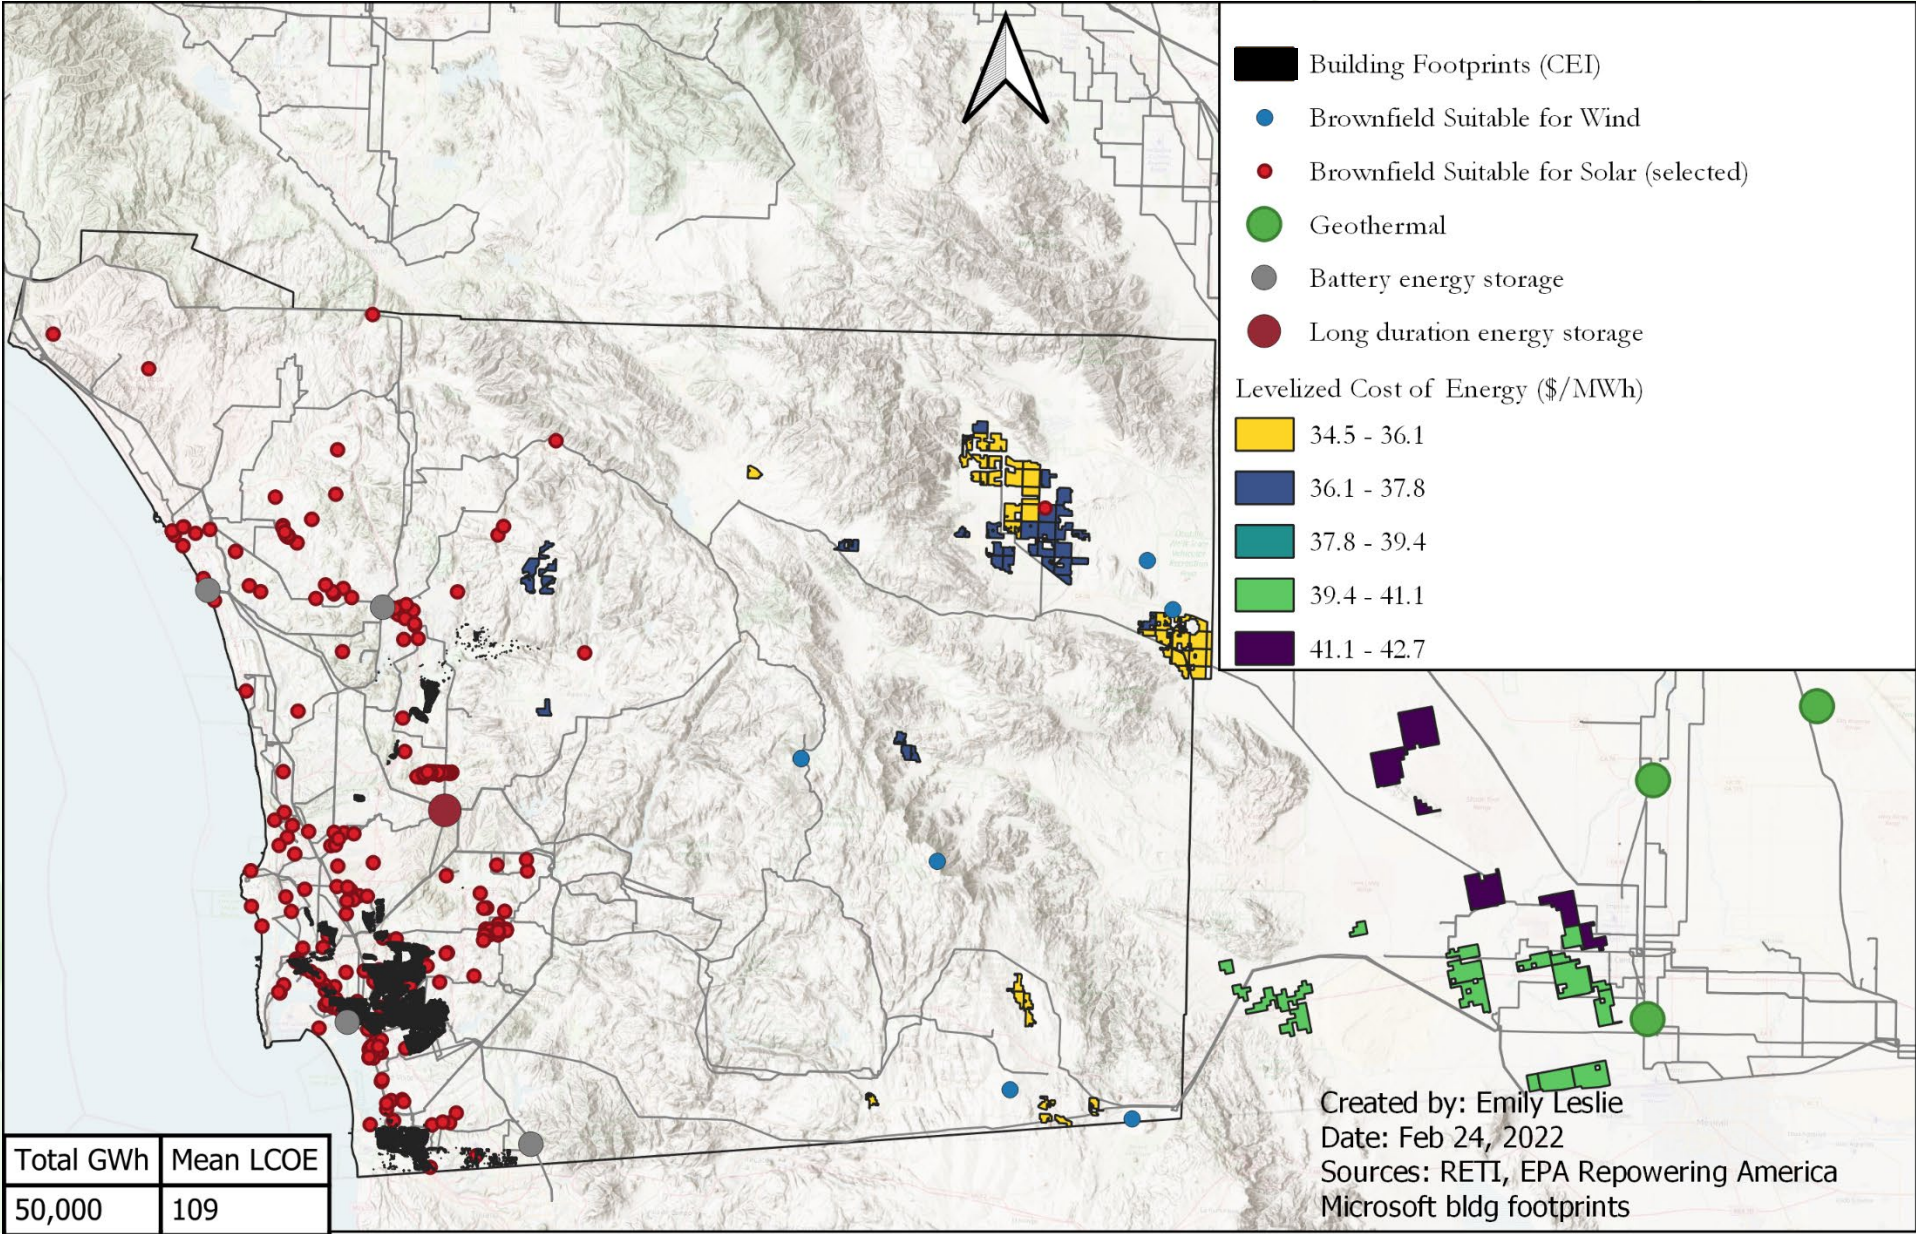 Building Footprints (CEI)
Brownfield Suitable for Wind
Brownfield Suitable for Solar (selected)
Geothermal
Battery energy storage
Long duration energy storage
Levelized Cost of Energy ($/MWh)
34.5 - 36.1
36.1 - 37.8
37.8 - 39.4
39.4 - 41.1
41.1 - 42.7
Created by: Emily Leslie
Date: Feb 24, 2022
Sources: RETI, EPA Repowering America
Microsoft bldg footprints
Total GWh Mean LCOE
50,000 109